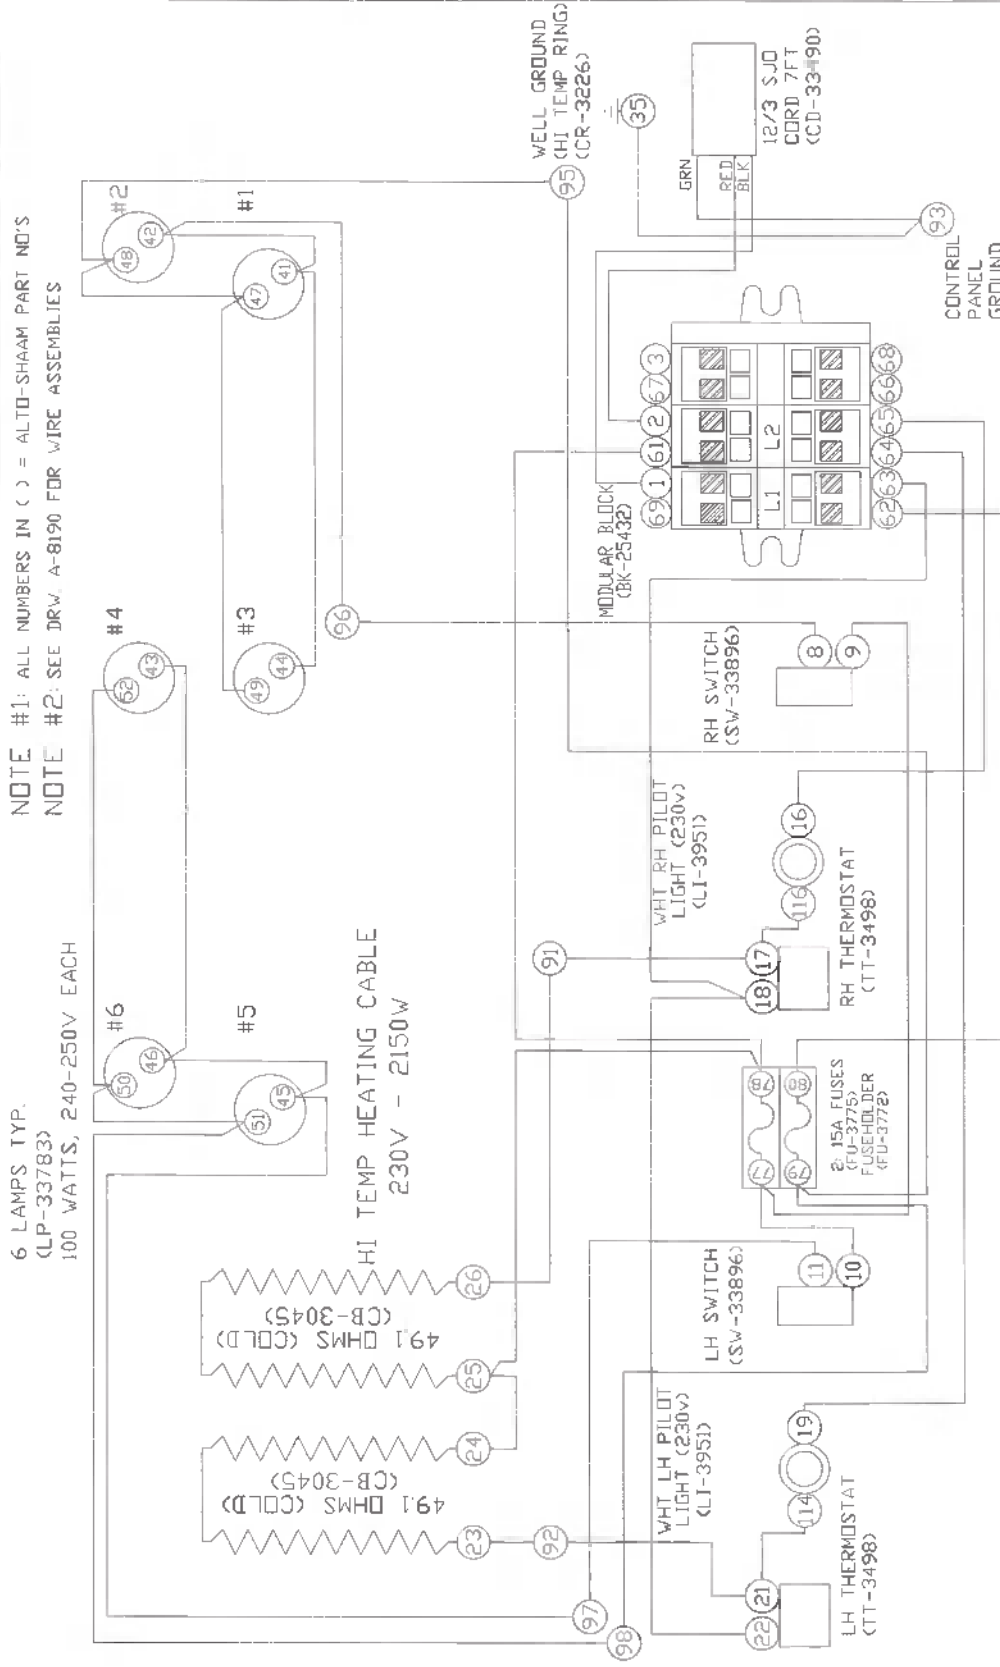 NOTE #1: ALL NUMBERS IN ( ) = ALTO-SHAAM PART NO'S
NOTE #2: SEE DRW. A-8190 FOR WIRE ASSEMBLIES
6 LAMPS TYP.
(LP-33783)
100 WATTS, 240-250V EACH
#6
50
46
#5
51
45
#4
52
43
#3
49
44
#2
48
42
#1
47
41
96
95
WELL GROUND
(HI TEMP RING)
(CR-3226)
35
HI TEMP HEATING CABLE
230V - 2150W
49.1 OHMS (COLD)
(CB-3045)
49.1 OHMS (COLD)
(CB-3045)
23
24
25
26
92
91
97
98
12/3 SJO
CORD 7FT
GRN
RED
BLK
93
CONTROL
PANEL
GROUND
MODULAR BLOCK
(BK-25432)
69
1
61
2
67
3
L1
L2
62
63
64
65
66
68
RH SWITCH
(SW-33896)
8
9
WHT RH PILOT
LIGHT (230v)
(LI-3951)
18
17
116
16
RH THERMOSTAT
(TT-3498)
77
78
79
80
2: 15A FUSES
(FU-3775)
FUSEHOLDER
(FU-3772)
LH SWITCH
(SW-33896)
11
10
WHT LH PILOT
LIGHT (230v)
(LI-3951)
22
21
114
19
LH THERMOSTAT
(TT-3498)